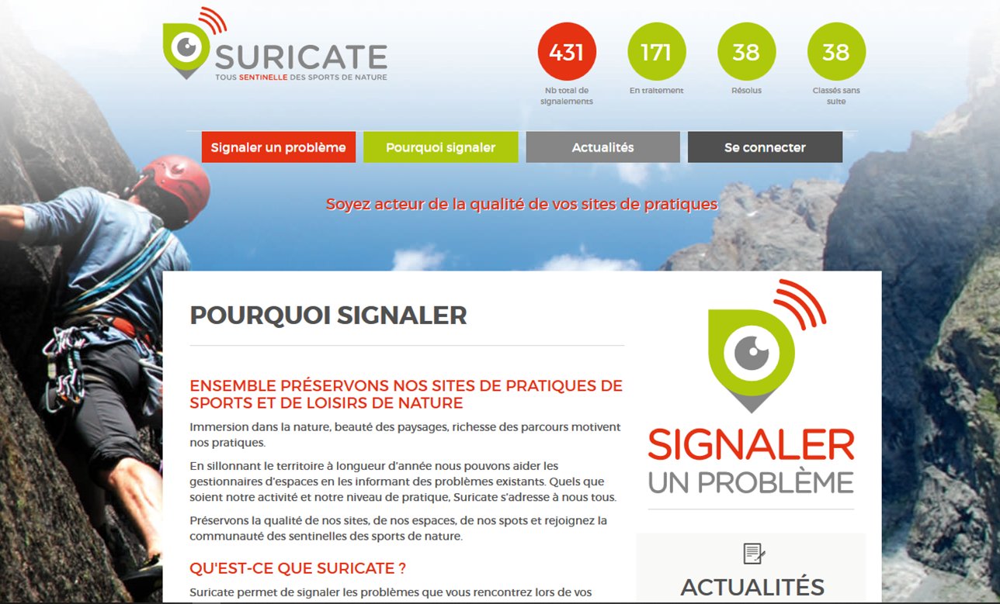 SURICATE
TOUS SENTINELLE DES SPORTS DE NATURE
431
171
38
38
Nb total de
signalements
En traitement
Résolus
Classés sans
suite
Signaler un problème
Pourquoi signaler
Actualités
Se connecter
Soyez acteur de la qualité de vos sites de pratiques
POURQUOI SIGNALER
ENSEMBLE PRÉSERVONS NOS SITES DE PRATIQUES DE
SPORTS ET DE LOISIRS DE NATURE
Immersion dans la nature, beauté des paysages, richesse des parcours motivent
nos pratiques.
En sillonnant le territoire à longueur d'année nous pouvons aider les
gestionnaires d'espaces en les informant des problèmes existants. Quels que
soient notre activité et notre niveau de pratique, Suricate s'adresse à nous tous.
Préservons la qualité de nos sites, de nos espaces, de nos spots et rejoignez la
communauté des sentinelles des sports de nature.
QU'EST-CE QUE SURICATE ?
Suricate permet de signaler les problèmes que vous rencontrez lors de vos
SIGNALER
UN PROBLÈME
ACTUALITÉS